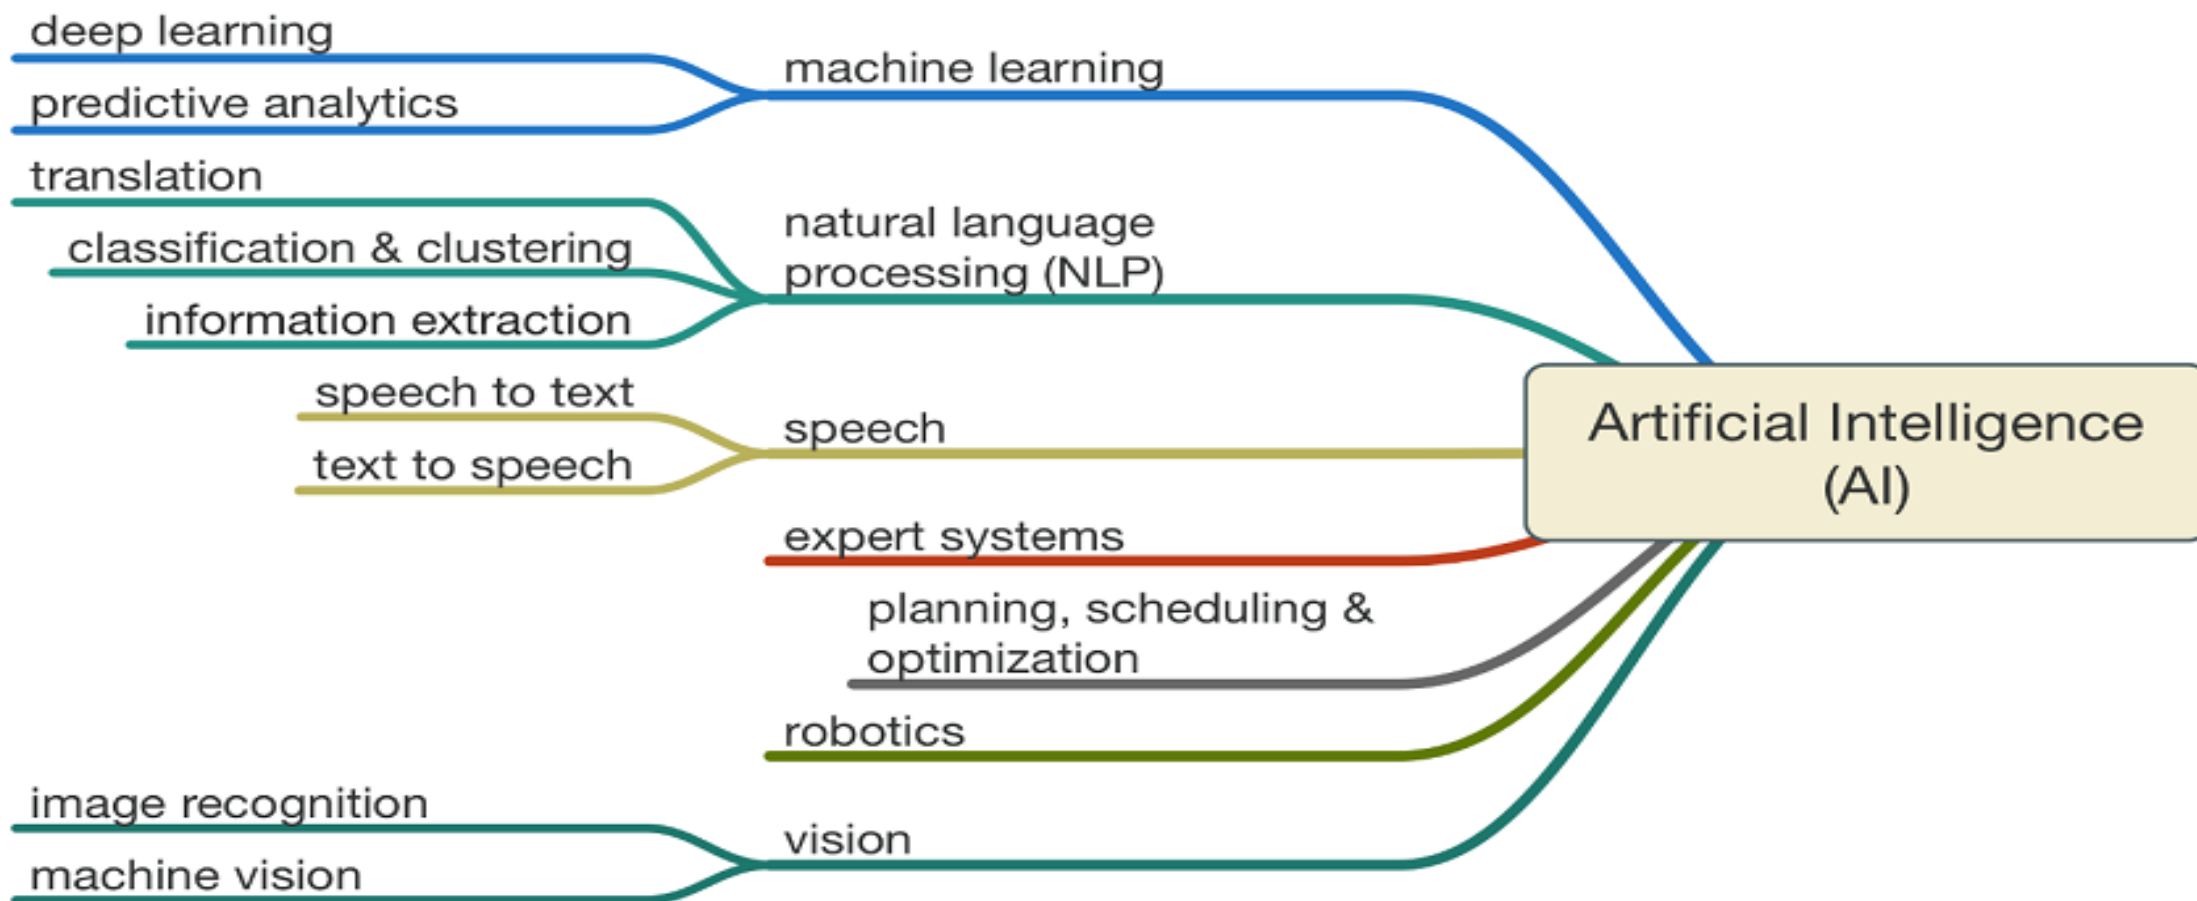 deep learning
predictive analytics
machine learning
translation
classification & clustering
information extraction
natural language
processing (NLP)
speech to text
text to speech
speech
expert systems
planning, scheduling &
optimization
robotics
image recognition
machine vision
vision
Artificial Intelligence
(AI)